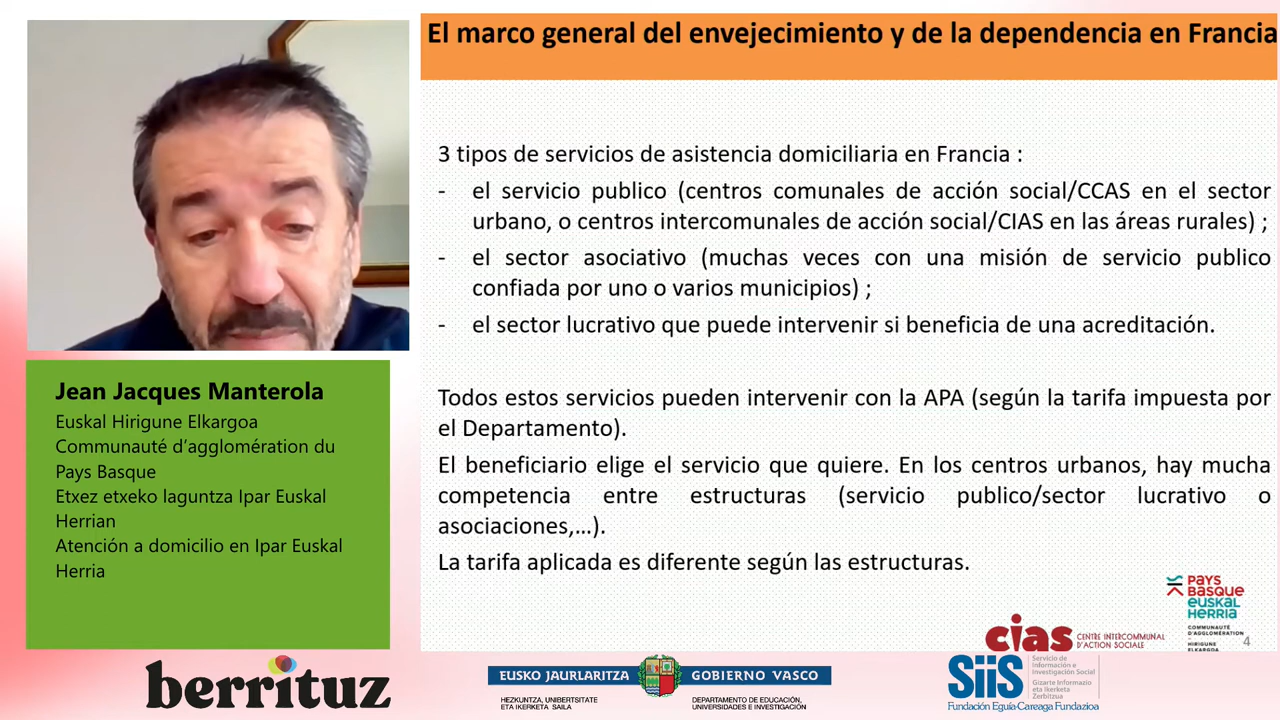 El marco general del envejecimiento y de la dependencia en Francia
3 tipos de servicios de asistencia domiciliaria en Francia :
- el servicio publico (centros comunales de acción social/CCAS en el sector
urbano, o centros intercomunales de acción social/CIAS en las áreas rurales) ;
- el sector asociativo (muchas veces con una misión de servicio publico
confiada por uno o varios municipios) ;
- el sector lucrativo que puede intervenir si beneficia de una acreditación.
Todos estos servicios pueden intervenir con la APA (según la tarifa impuesta por
el Departamento).
El beneficiario elige el servicio que quiere. En los centros urbanos, hay mucha
competencia entre estructuras (servicio publico/sector lucrativo o
asociaciones,...).
La tarifa aplicada es diferente según las estructuras.
Jean Jacques Manterola
Euskal Hirigune Elkargoa
Communauté d'agglomération du
Pays Basque
Etxez etxeko laguntza Ipar Euskal
Herrian
Atención a domicilio en Ipar Euskal
Herria
PAYS
BASQUE
EUSKAL
HERRIA
COMMUNAUTÉ
D'AGGLOMÉRATION
HIRIGUNE
ELKARGOA
4
cias
CENTRE INTERCOMMUNAL
D'ACTION SOCIALE
berrituz
EUSKO JAURLARITZA
GOBIERNO VASCO
HEZKUNTZA, UNIBERTSITATE
ETA IKERKETA SAILA
DEPARTAMENTO DE EDUCACIÓN,
UNIVERSIDADES E INVESTIGACIÓN
SiiS
Servicio de
Información e
Investigación Social
Gizarte Informazio
eta Ikerketa
Zerbitzua
Fundación Eguía-Careaga Fundazioa